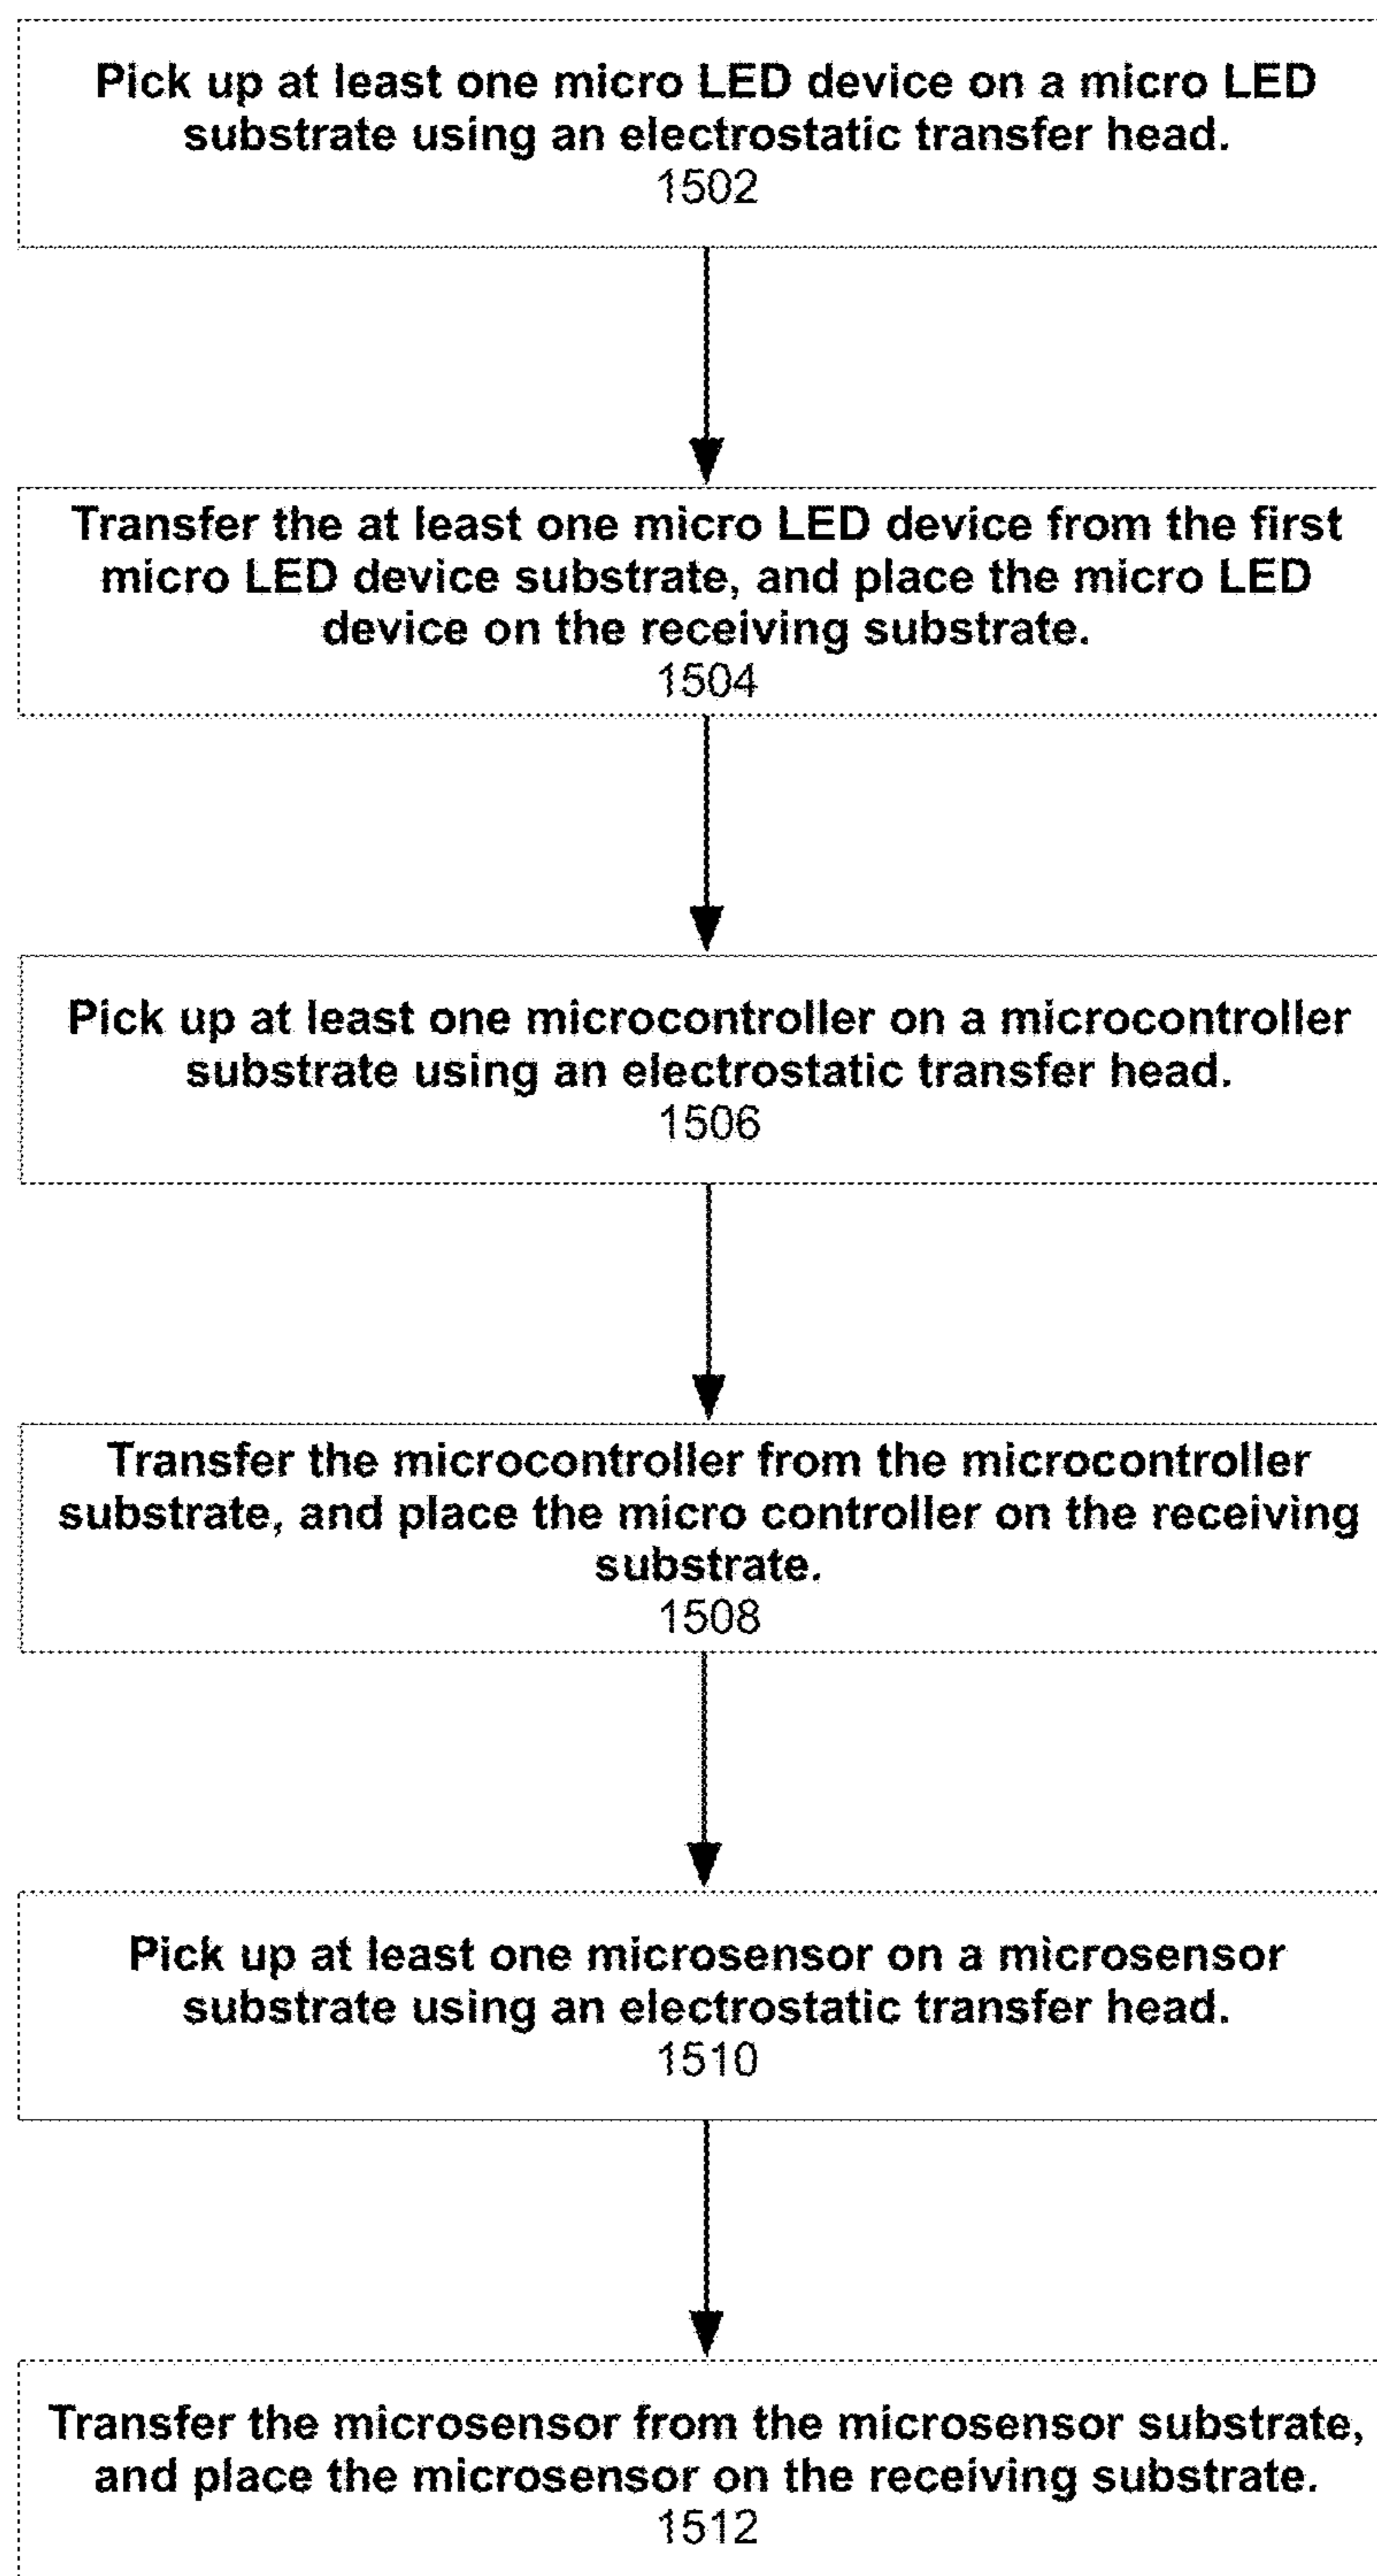 Pick up at least one micro LED device on a micro LED
substrate using an electrostatic transfer head.
1502
Transfer the at least one micro LED device from the first
micro LED device substrate, and place the micro LED
device on the receiving substrate.
1504
Pick up at least one microcontroller on a microcontroller
substrate using an electrostatic transfer head.
1506
Transfer the microcontroller from the microcontroller
substrate, and place the micro controller on the receiving
substrate.
1508
Pick up at least one microsensor on a microsensor
substrate using an electrostatic transfer head.
1510
Transfer the microsensor from the microsensor substrate,
and place the microsensor on the receiving substrate.
1512